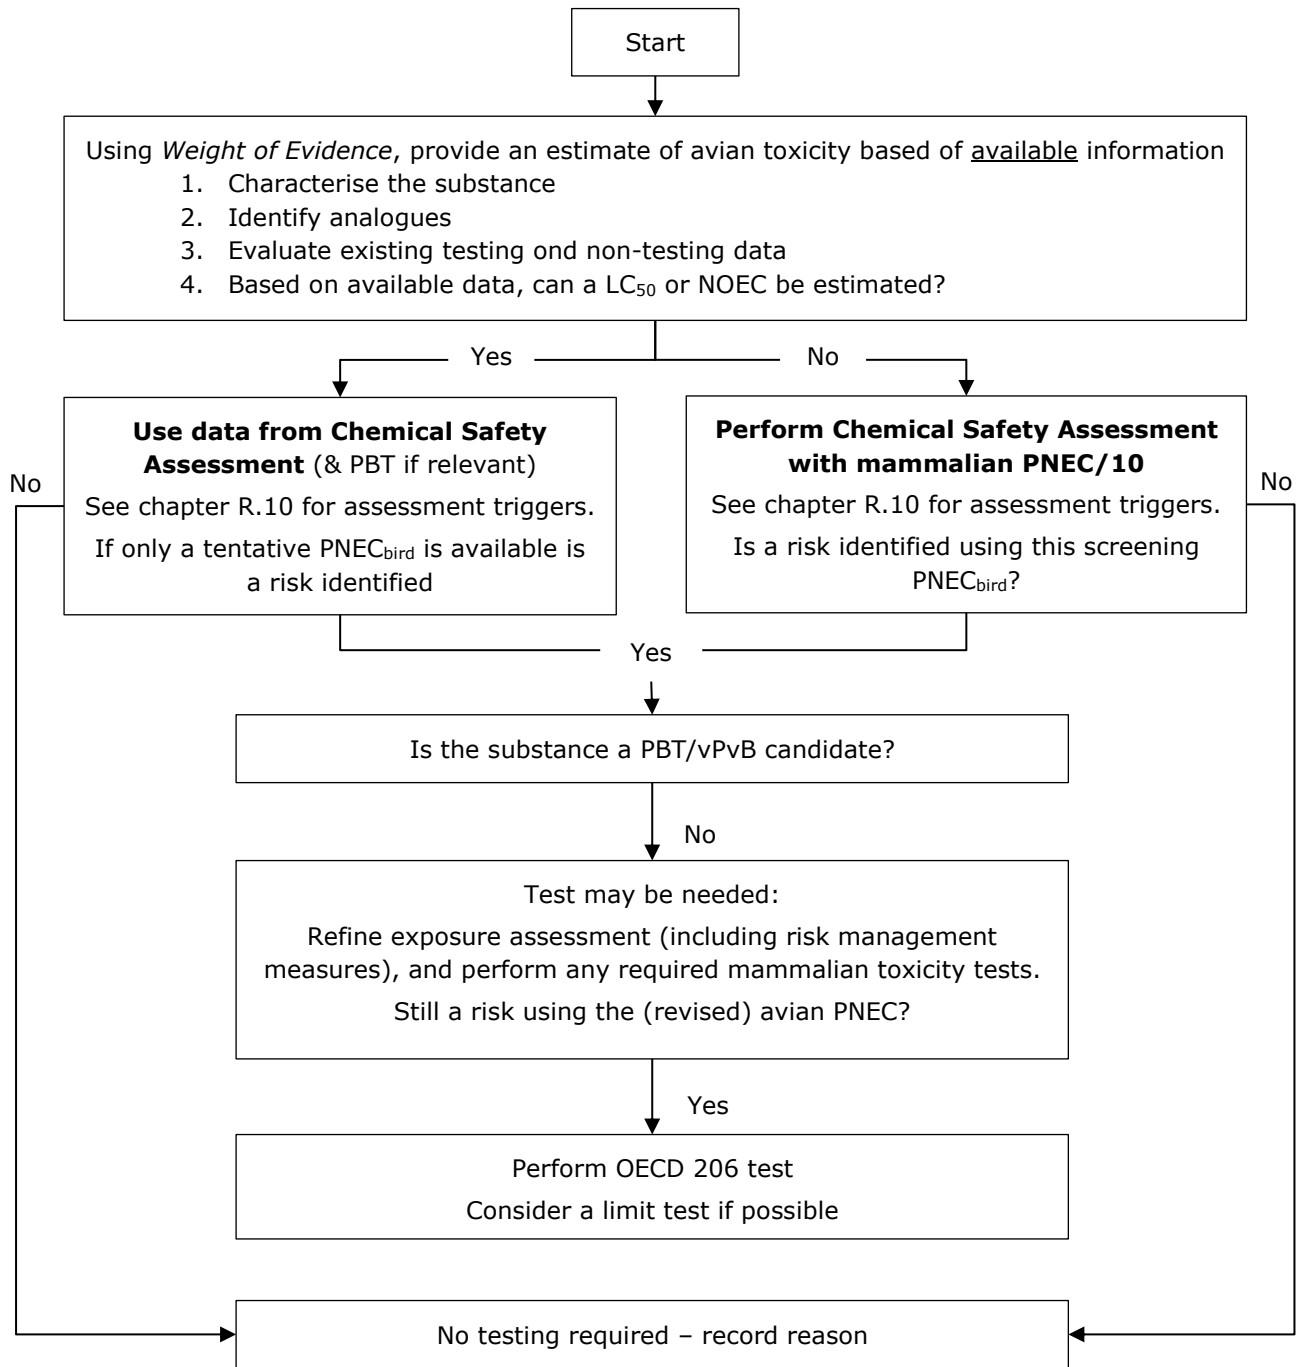 Start
Using Weight of Evidence, provide an estimate of avian toxicity based of available information
1. Characterise the substance
2. Identify analogues
3. Evaluate existing testing ond non-testing data
4. Based on available data, can a LC50 or NOEC be estimated?
Yes
No
Use data from Chemical Safety
Assessment (& PBT if relevant)
See chapter R.10 for assessment triggers.
If only a tentative PNECbird is available is
a risk identified
Perform Chemical Safety Assessment
with mammalian PNEC/10
See chapter R.10 for assessment triggers.
Is a risk identified using this screening
PNECbird?
No
No
Yes
Is the substance a PBT/vPvB candidate?
No
Test may be needed:
Refine exposure assessment (including risk management
measures), and perform any required mammalian toxicity tests.
Still a risk using the (revised) avian PNEC?
Yes
Perform OECD 206 test
Consider a limit test if possible
No testing required – record reason